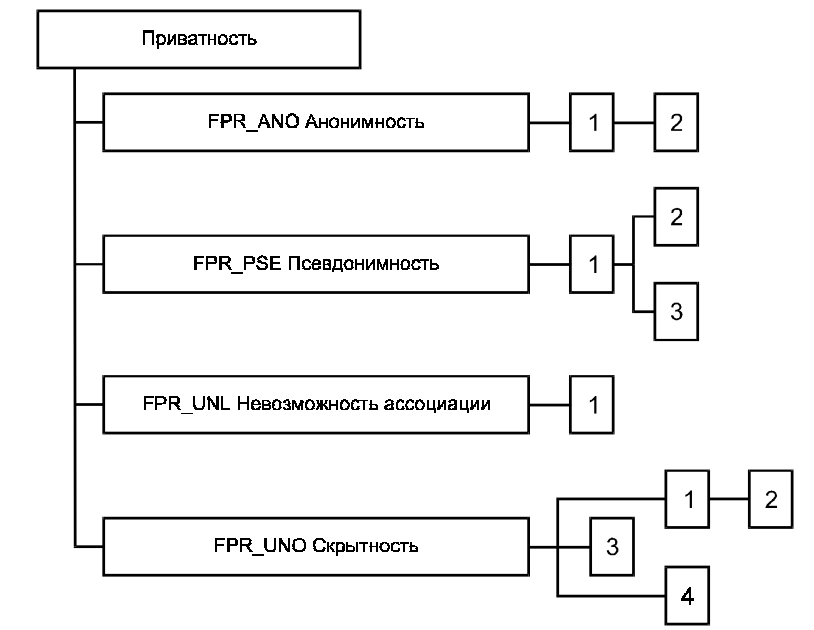 Приватность
FPR_ANO Анонимность 1 2
2
FPR_PSE Псевдонимность 1
3
FPR_UNL Невозможность ассоциации 1
1 2
FPR_UNO Скрытность 3
4